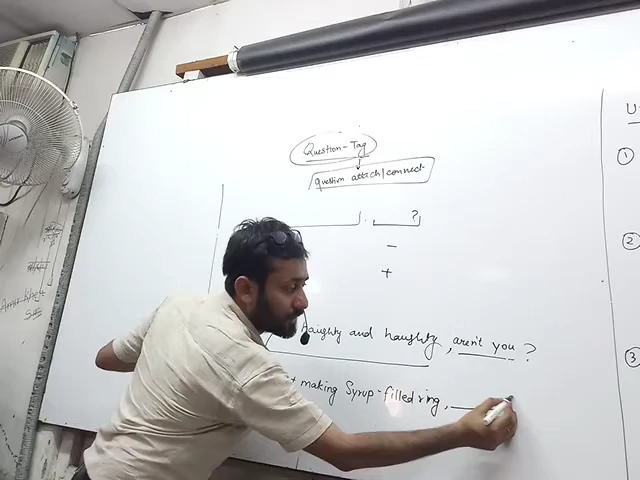 Question-Tag
question attach/connect
?
−
+
naughty and haughty, aren't you ?
making Syrup-filled ring,
U
①
②
③